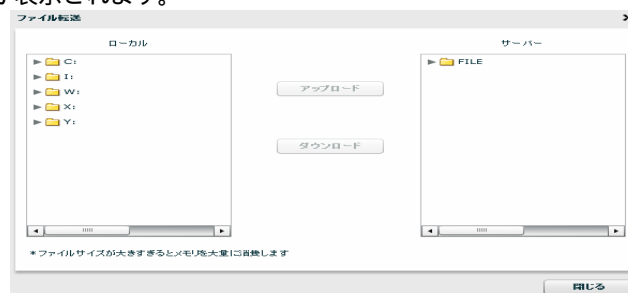 表示されます。
ファイル転送
ローカル
サーバー
C:
I:
W:
X:
Y:
FILE
アップロード
ダウンロード
*ファイルサイズが大きすぎるとメモリを大量に消費します
閉じる